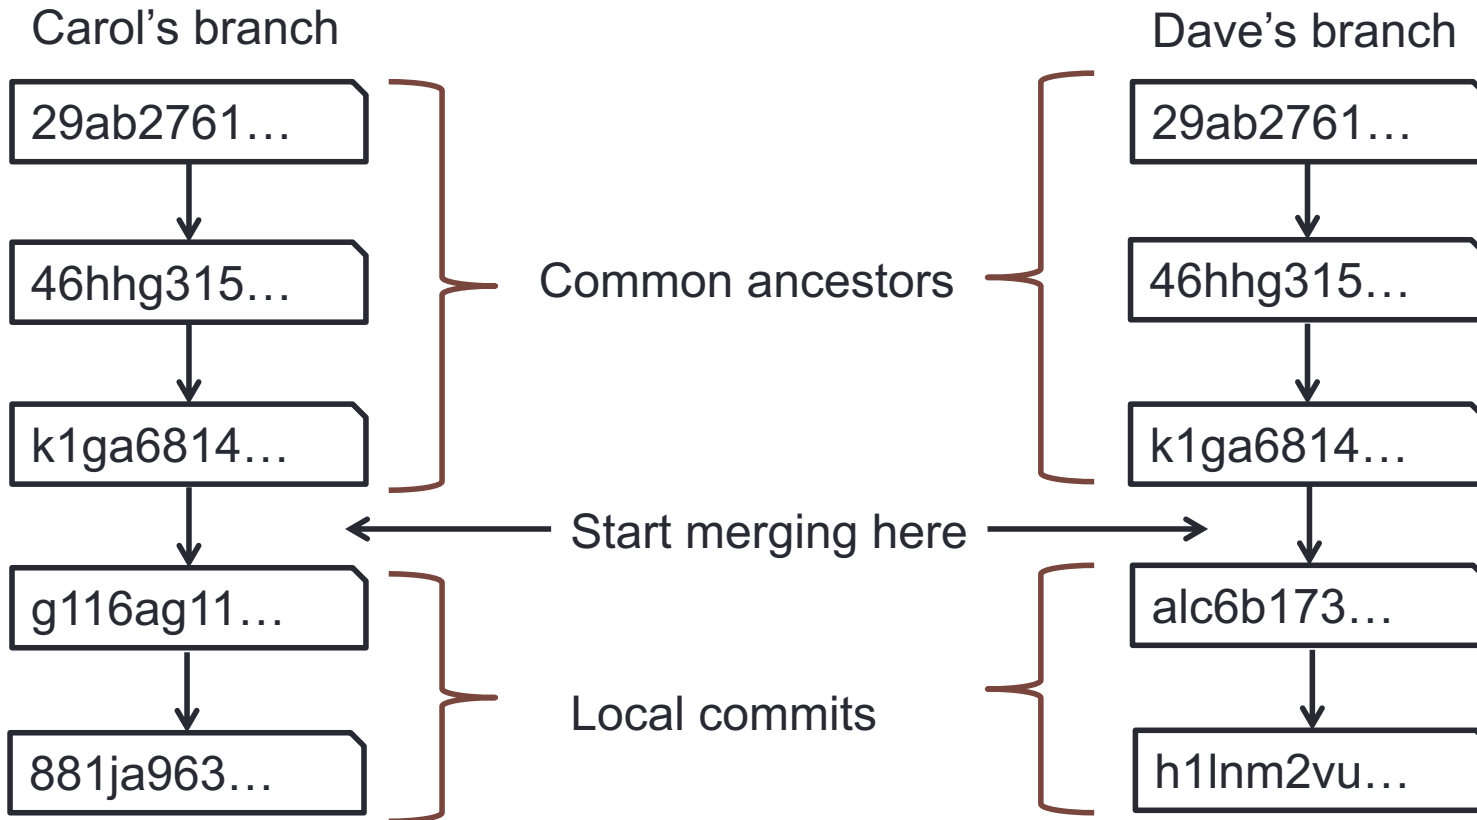 Carol’s branch
Dave’s branch
29ab2761…
29ab2761…
46hhg315…
Common ancestors
46hhg315…
k1ga6814…
k1ga6814…
Start merging here
g116ag11…
alc6b173…
Local commits
881ja963…
h1lnm2vu…